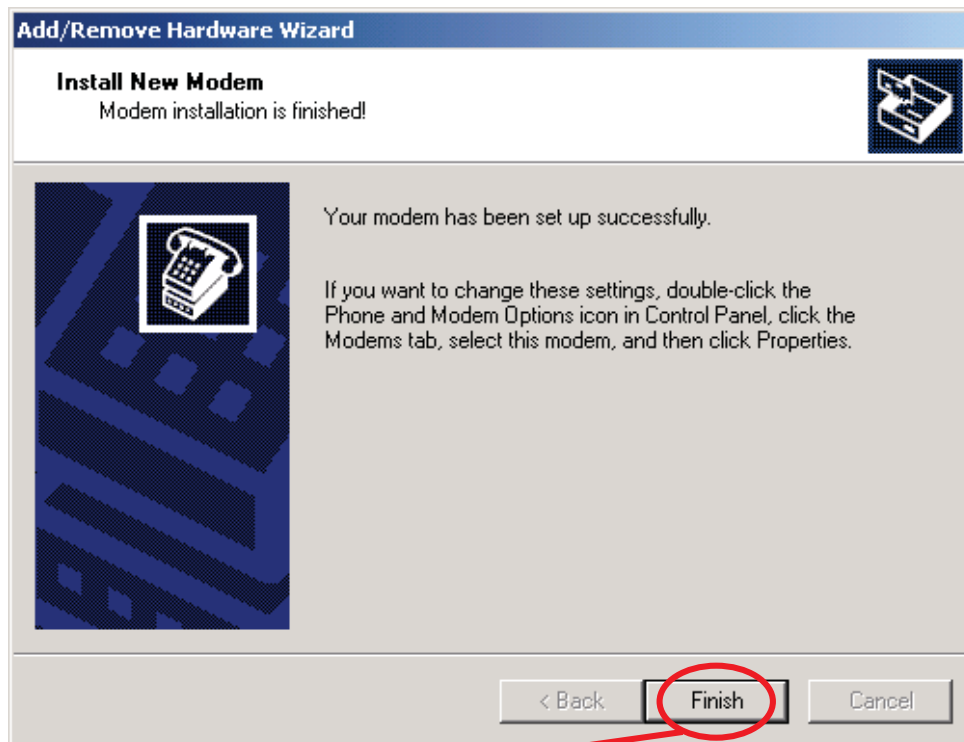 Add/Remove Hardware Wizard
Install New Modem
Modem installation is finished!
Your modem has been set up successfully.
If you want to change these settings, double-click the
Phone and Modem Options icon in Control Panel, click the
Modems tab, select this modem, and then click Properties.
< Back Finish Cancel